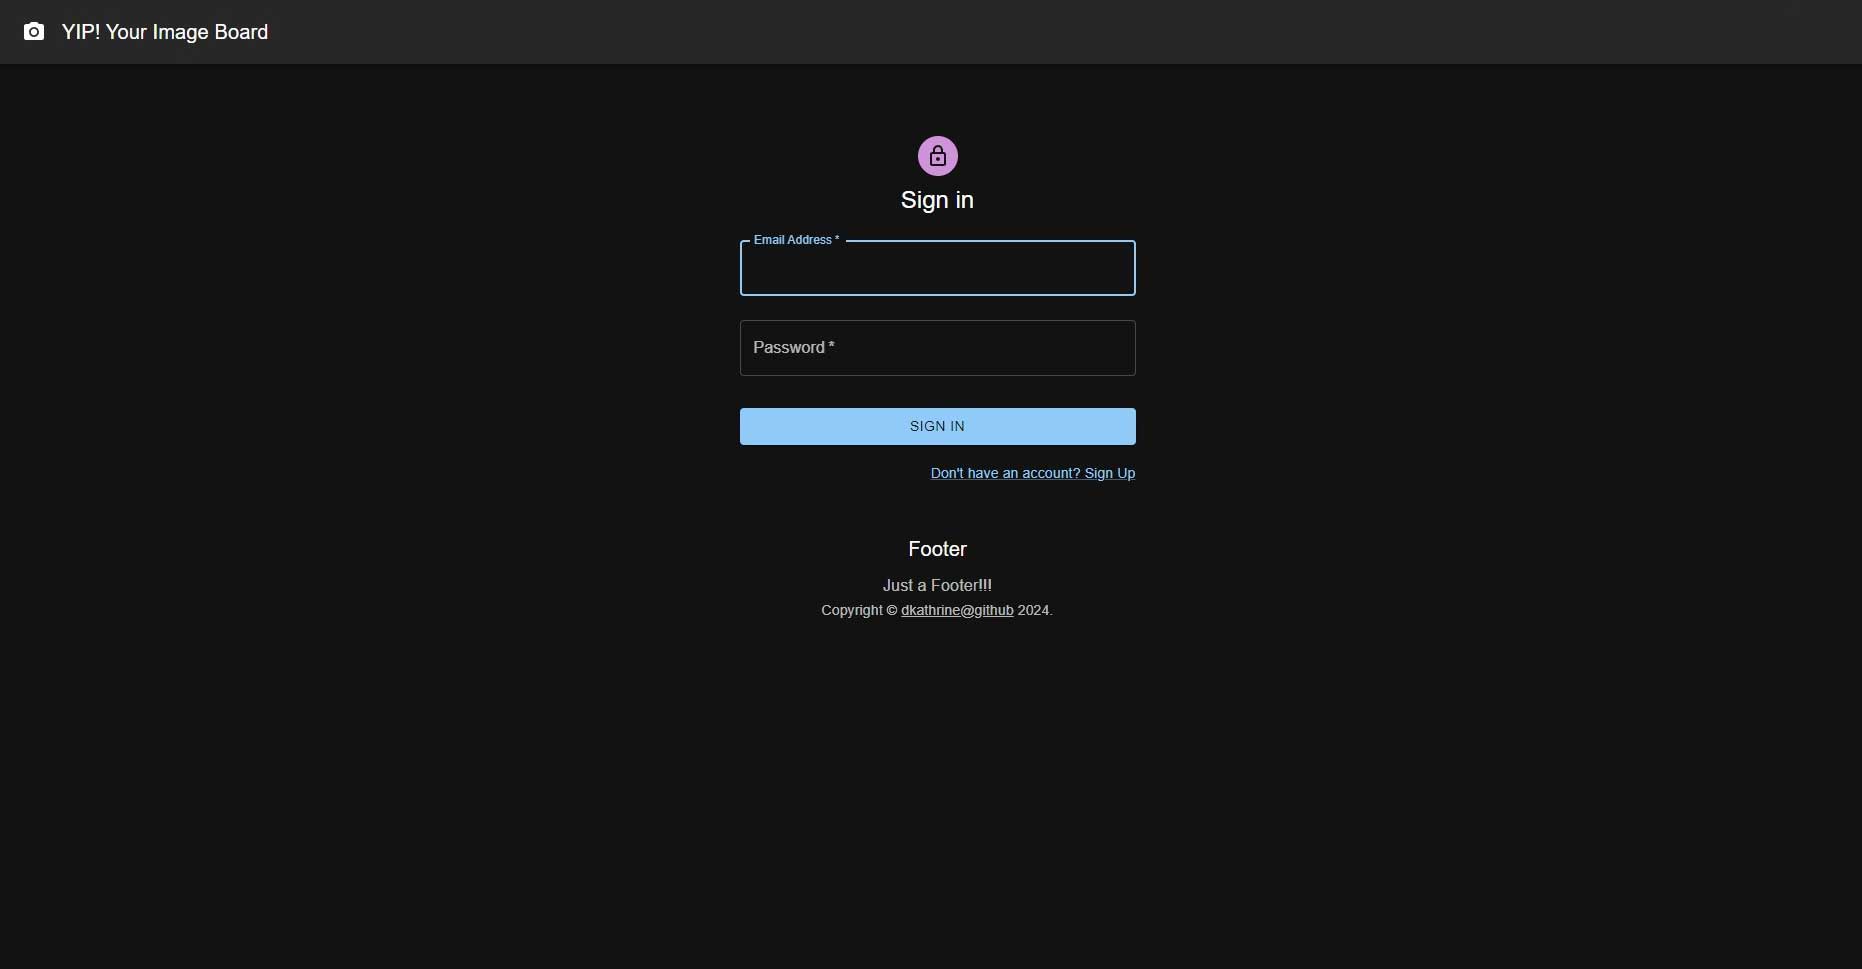 YIP! Your Image Board
Sign in
Email Address *
Password *
SIGN IN
Don't have an account? Sign Up
Footer
Just a Footer!!!
Copyright © dkathrine@github 2024.